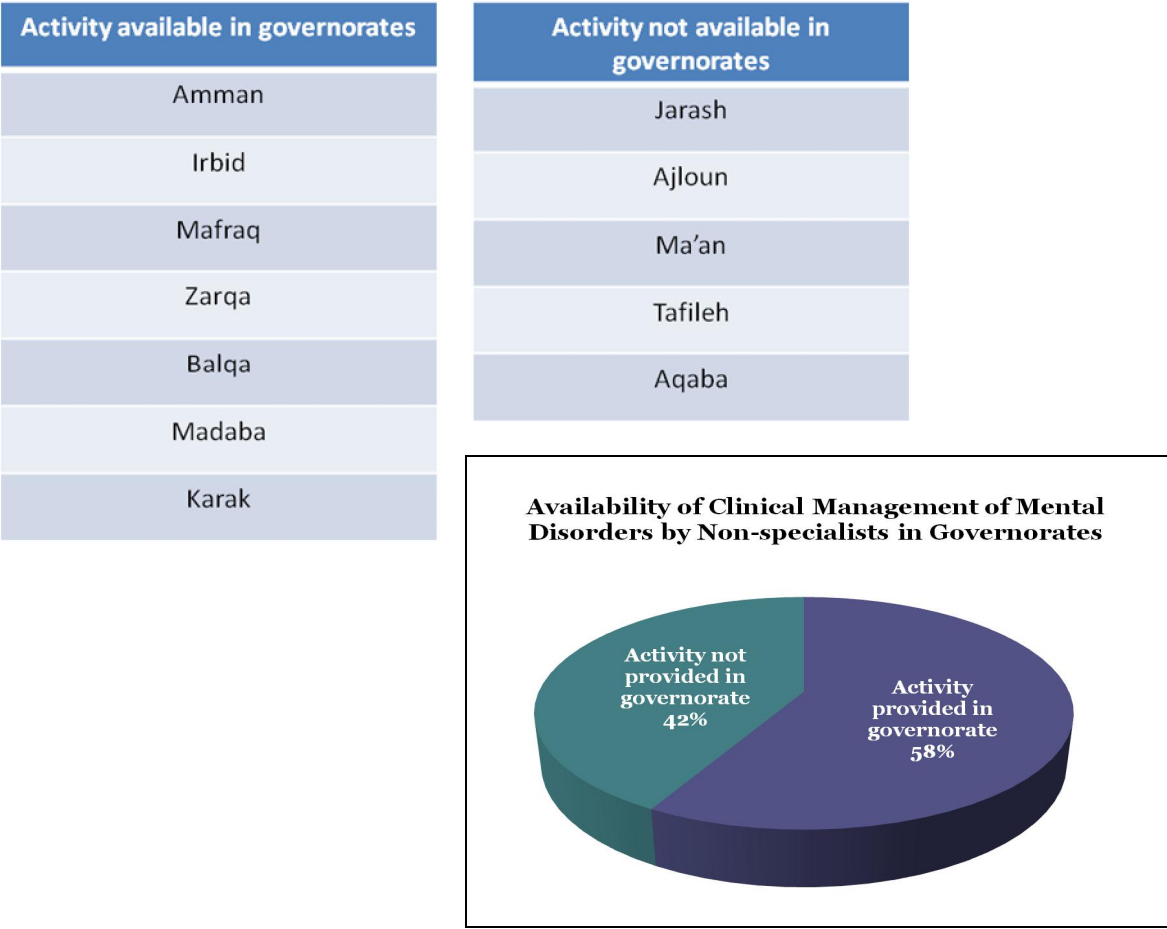 Activity available in governorates
Amman
Irbid
Mafraq
Zarqa
Balqa
Madaba
Karak
Activity not available in
governorates
Jarash
Ajloun
Ma’an
Tafileh
Aqaba
Availability of Clinical Management of Mental
Disorders by Non-specialists in Governorates
Activity not
provided in
governorate
42%
Activity
provided in
governorate
58%